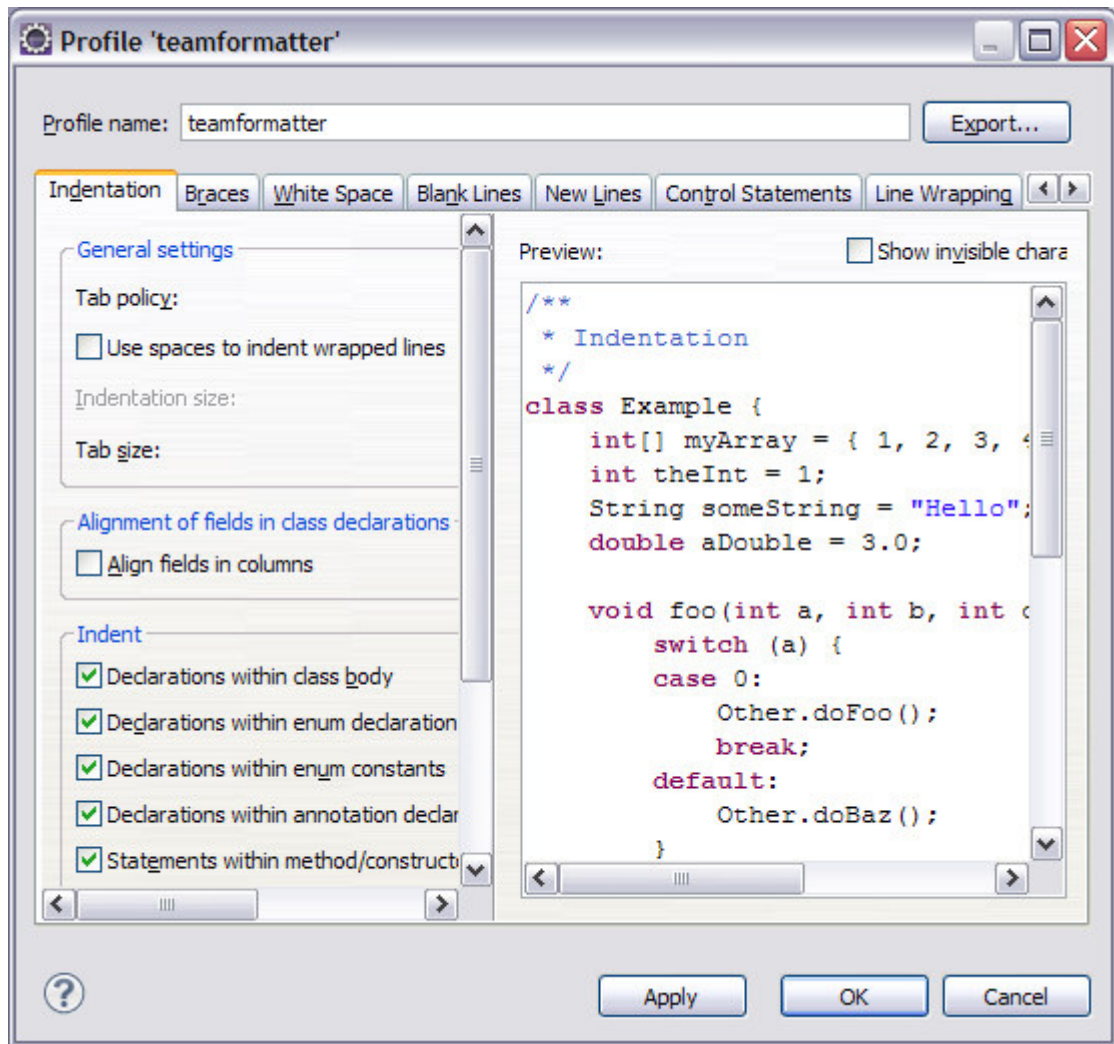 Profile 'teamformatter'
Profile name: teamformatter Export...
Indentation Braces White Space Blank Lines New Lines Control Statements Line Wrapping
General settings
Tab policy:
Use spaces to indent wrapped lines
Indentation size:
Tab size:
Alignment of fields in class declarations
Align fields in columns
Indent
Declarations within class body
Declarations within enum declaration
Declarations within enum constants
Declarations within annotation declar
Statements within method/construct
Preview: Show invisible chara
/**
 * Indentation
 */
class Example {
    int[] myArray = { 1, 2, 3, 4
    int theInt = 1;
    String someString = "Hello";
    double aDouble = 3.0;
    void foo(int a, int b, int c
        switch (a) {
        case 0:
            Other.doFoo();
            break;
        default:
            Other.doBaz();
        }
? Apply OK Cancel